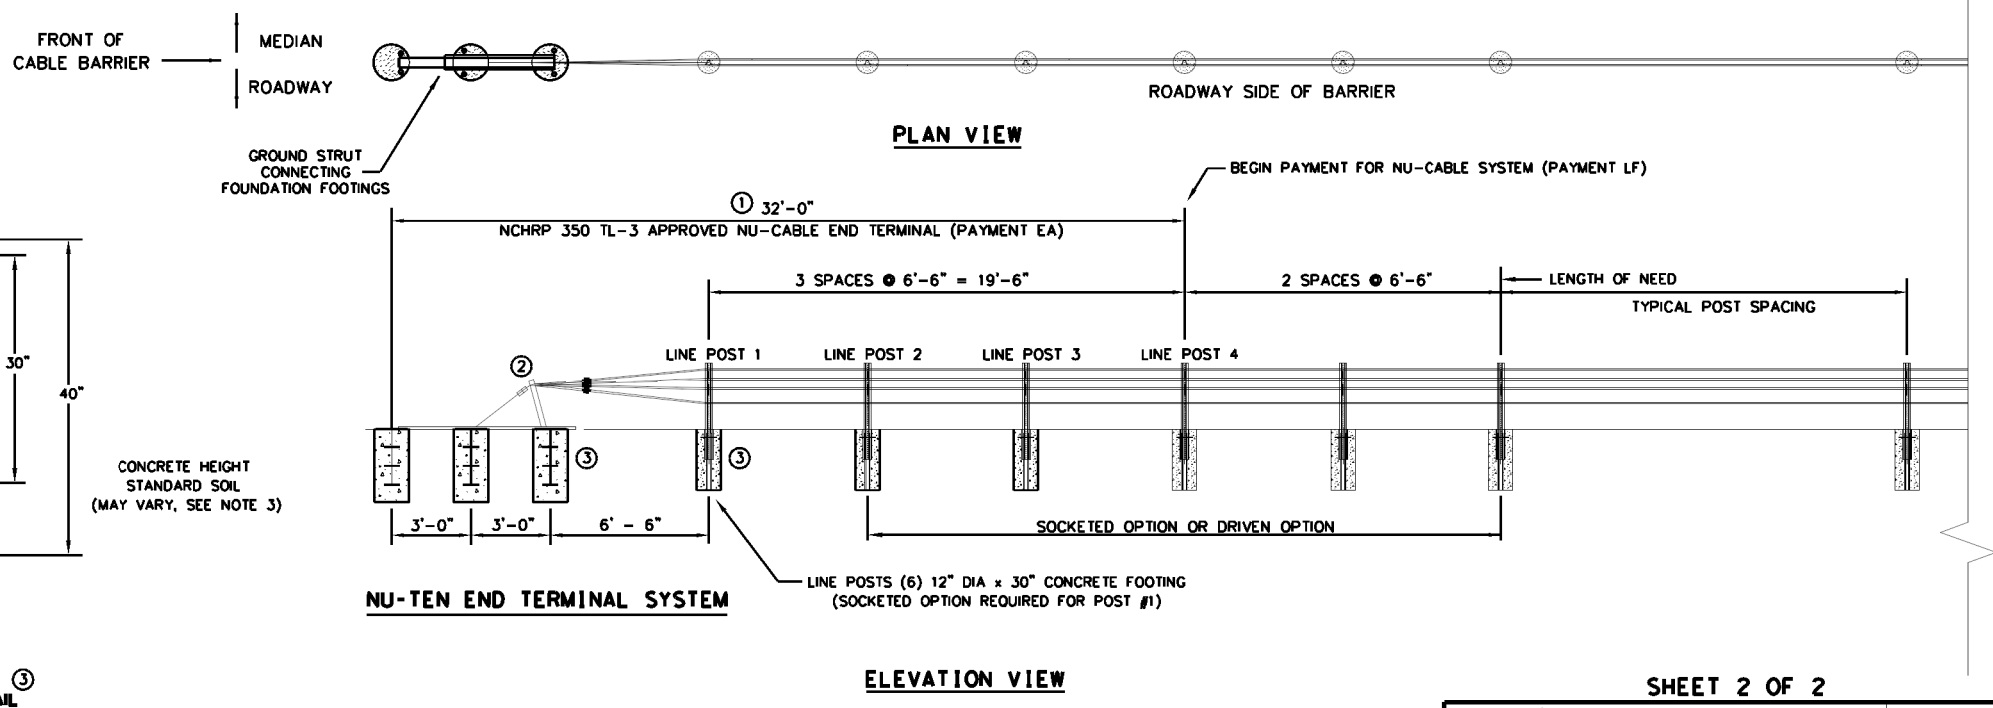 FRONT OF
CABLE BARRIER
MEDIAN
ROADWAY
ROADWAY SIDE OF BARRIER
PLAN VIEW
GROUND STRUT
CONNECTING
FOUNDATION FOOTINGS
BEGIN PAYMENT FOR NU-CABLE SYSTEM (PAYMENT LF)
① 32'-0"
NCHRP 350 TL-3 APPROVED NU-CABLE END TERMINAL (PAYMENT EA)
3 SPACES @ 6'-6" = 19'-6"
2 SPACES @ 6'-6"
LENGTH OF NEED
TYPICAL POST SPACING
30"
40"
②
LINE POST 1
LINE POST 2
LINE POST 3
LINE POST 4
③
③
CONCRETE HEIGHT
STANDARD SOIL
(MAY VARY, SEE NOTE 3)
3'-0"
3'-0"
6' - 6"
SOCKETED OPTION OR DRIVEN OPTION
LINE POSTS (6) 12" DIA x 30" CONCRETE FOOTING
(SOCKETED OPTION REQUIRED FOR POST #1)
NU-TEN END TERMINAL SYSTEM
ELEVATION VIEW
③
SHEET 2 OF 2